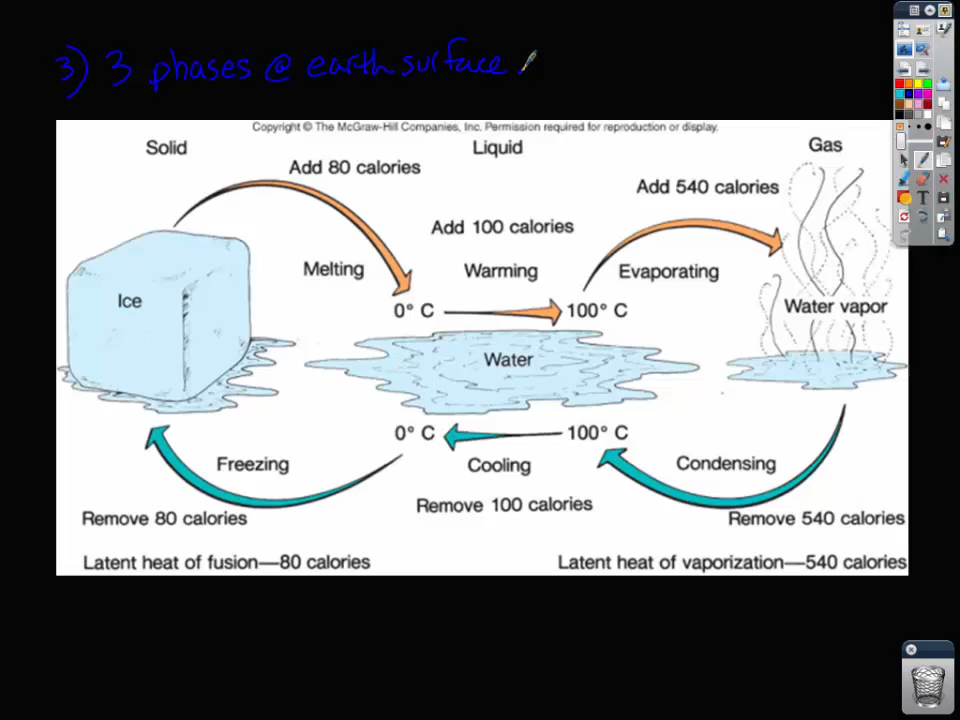 3) 3 phases @ earth surface.
Copyright © The McGraw-Hill Companies, Inc. Permission required for reproduction or display.
Solid Liquid Gas
Add 80 calories
Add 540 calories
Add 100 calories
Melting Warming Evaporating
Ice
0° C 100° C
Water vapor
Water
0° C 100° C
Freezing Cooling Condensing
Remove 100 calories
Remove 80 calories Remove 540 calories
Latent heat of fusion—80 calories Latent heat of vaporization—540 calories
T